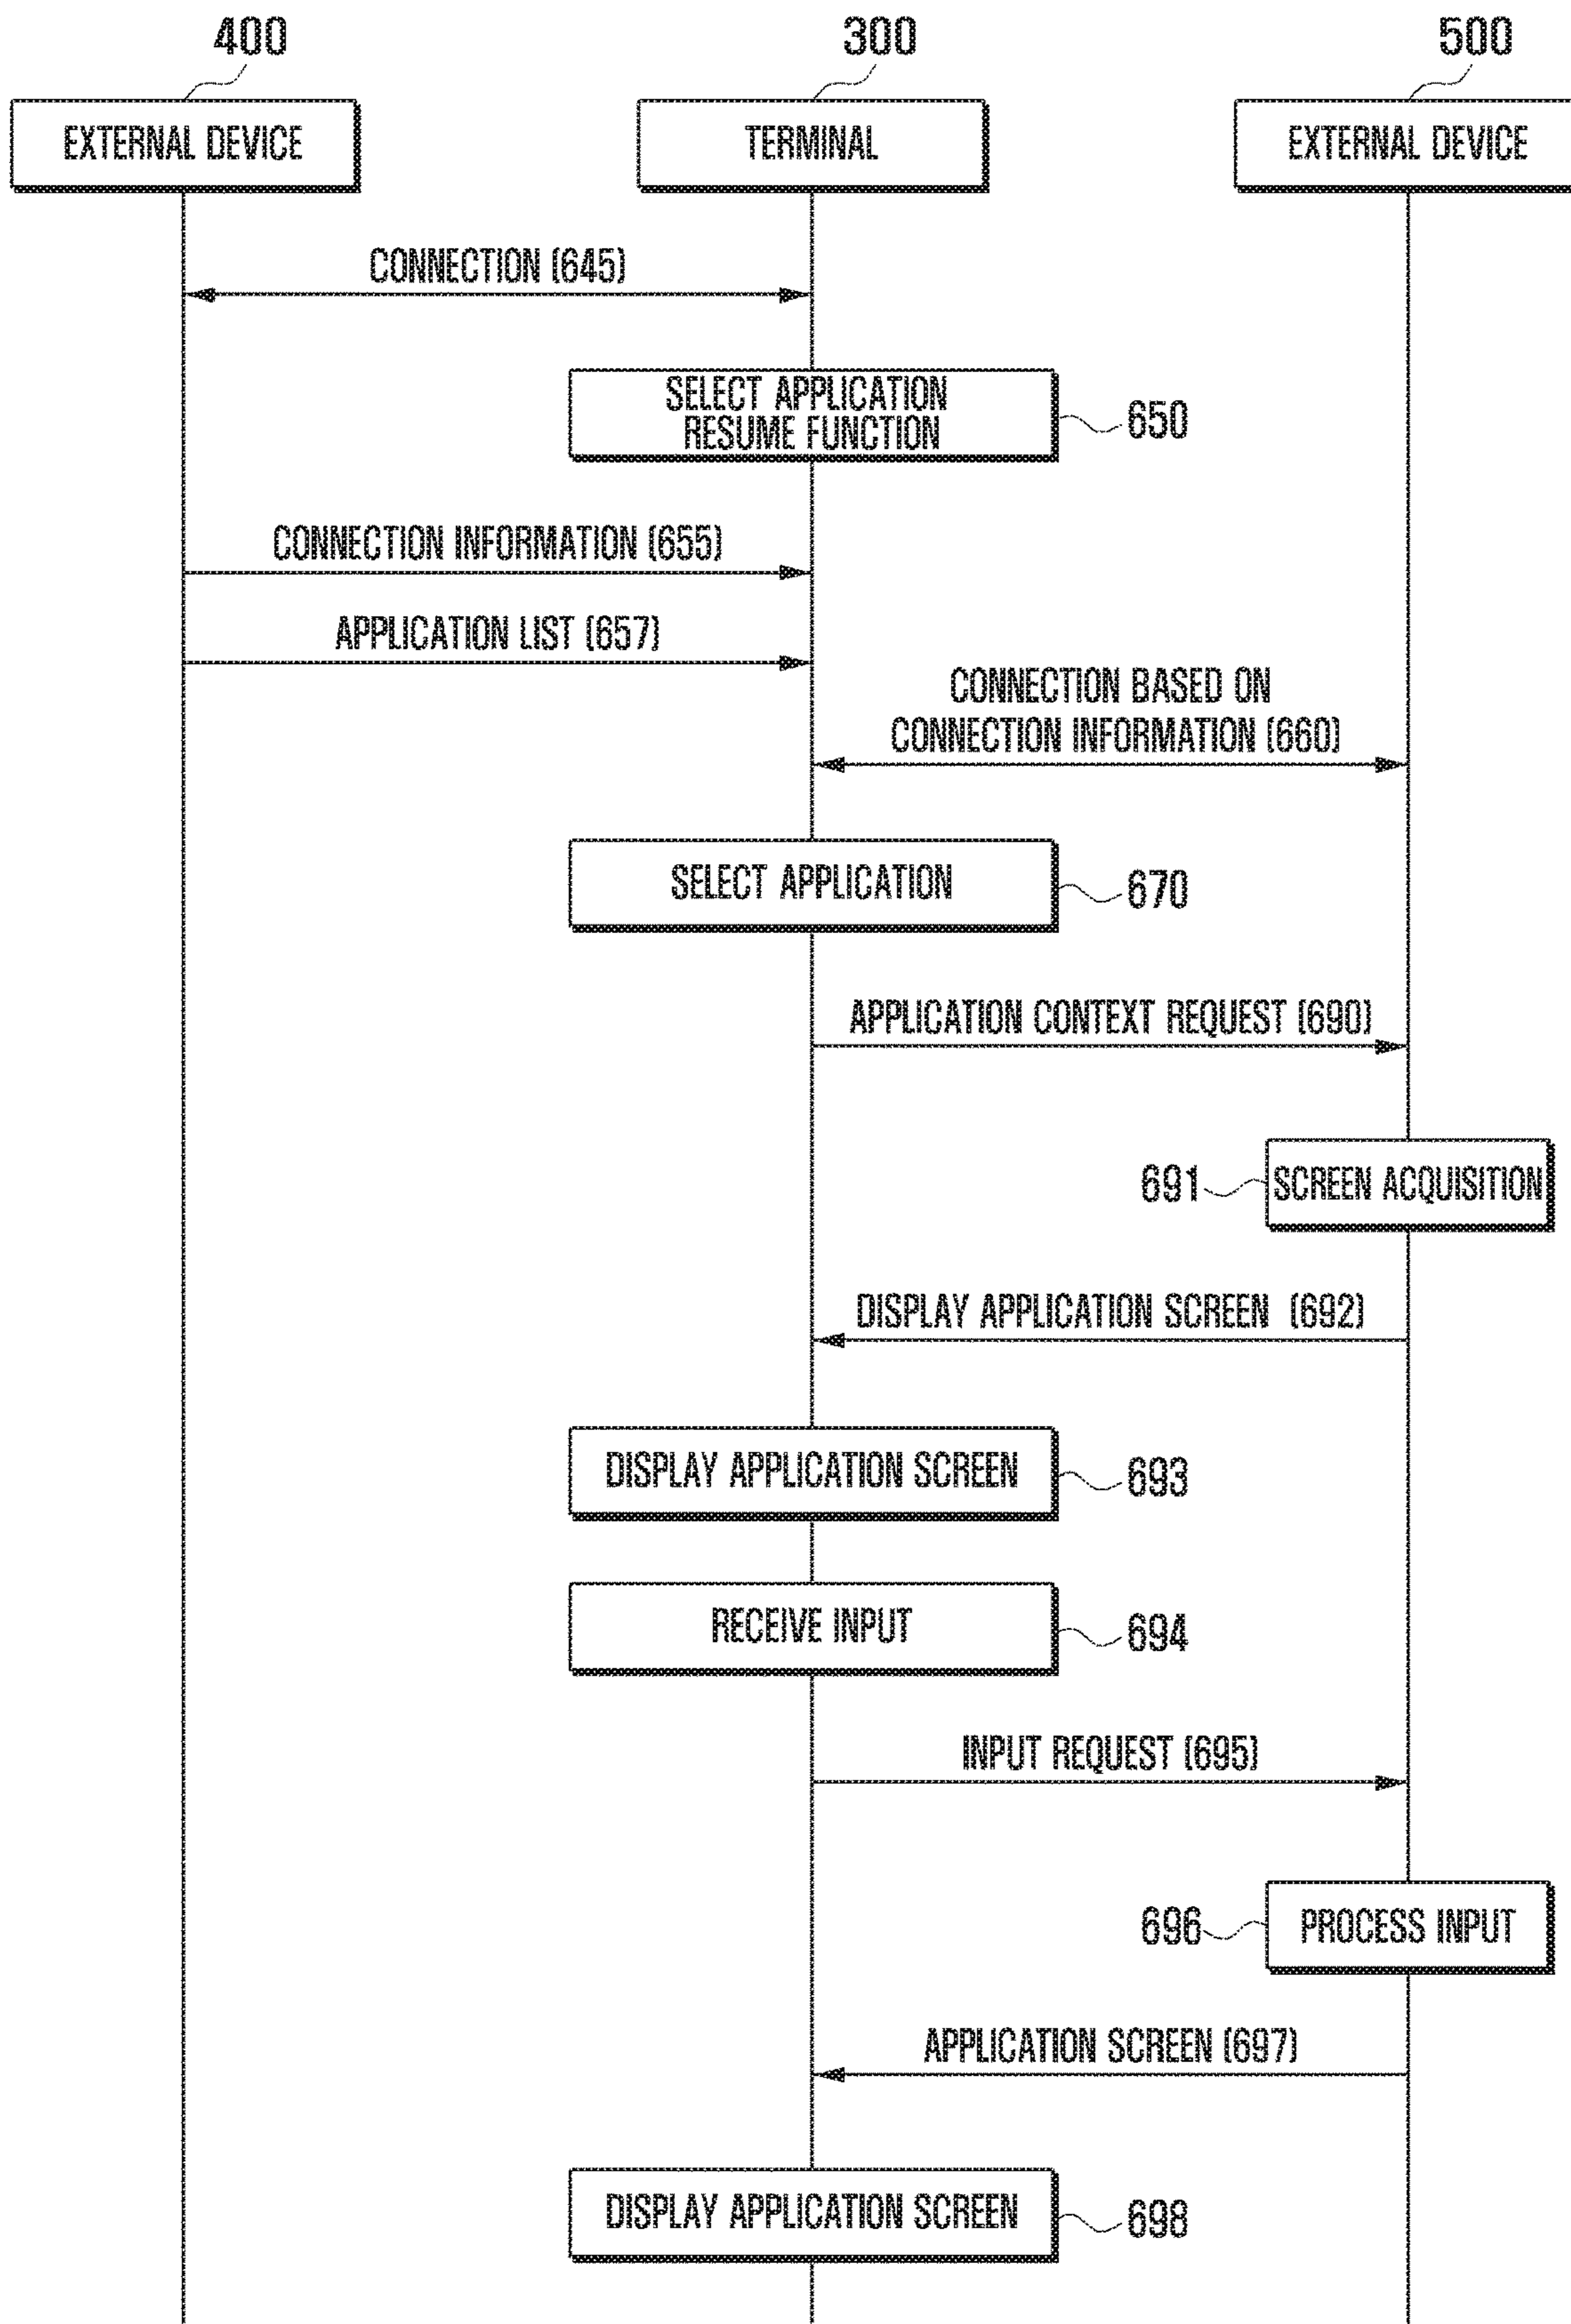 400
300
500
EXTERNAL DEVICE
TERMINAL
EXTERNAL DEVICE
CONNECTION (645)
SELECT APPLICATION
RESUME FUNCTION
650
CONNECTION INFORMATION (655)
APPLICATION LIST (657)
CONNECTION BASED ON
CONNECTION INFORMATION (660)
SELECT APPLICATION
670
APPLICATION CONTEXT REQUEST (690)
691
SCREEN ACQUISITION
DISPLAY APPLICATION SCREEN (692)
DISPLAY APPLICATION SCREEN
693
RECEIVE INPUT
694
INPUT REQUEST (695)
696
PROCESS INPUT
APPLICATION SCREEN (697)
DISPLAY APPLICATION SCREEN
698